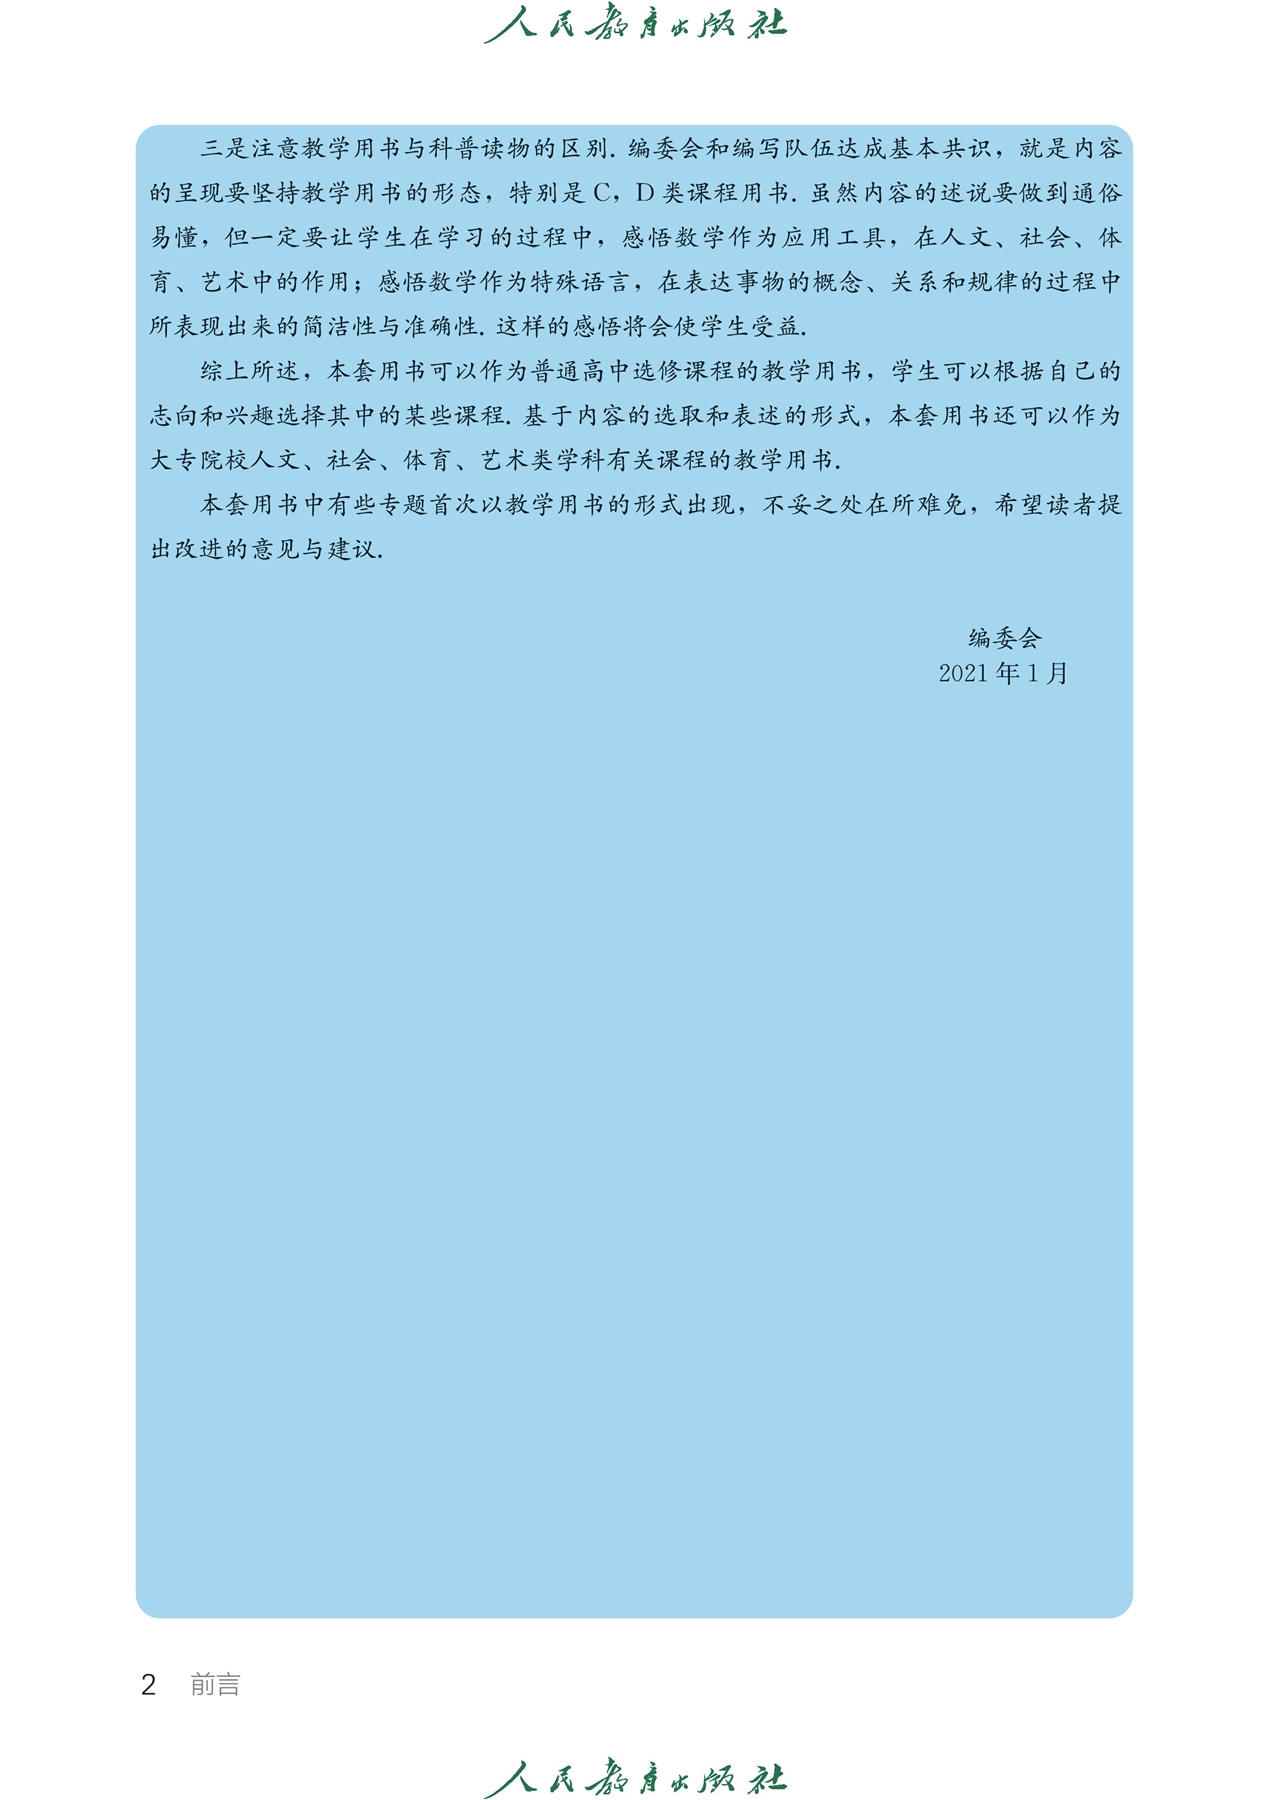 人民教育出版社
三是注意教学用书与科普读物的区别. 编委会和编写队伍达成基本共识，就是内容
的呈现要坚持教学用书的形态，特别是 C，D 类课程用书. 虽然内容的述说要做到通俗
易懂，但一定要让学生在学习的过程中，感悟数学作为应用工具，在人文、社会、体
育、艺术中的作用；感悟数学作为特殊语言，在表达事物的概念、关系和规律的过程中
所表现出来的简洁性与准确性. 这样的感悟将会使学生受益.
综上所述，本套用书可以作为普通高中选修课程的教学用书，学生可以根据自己的
志向和兴趣选择其中的某些课程. 基于内容的选取和表述的形式，本套用书还可以作为
大专院校人文、社会、体育、艺术类学科有关课程的教学用书.
本套用书中有些专题首次以教学用书的形式出现，不妥之处在所难免，希望读者提
出改进的意见与建议.
编委会
2021 年 1 月
2 前言
人民教育出版社